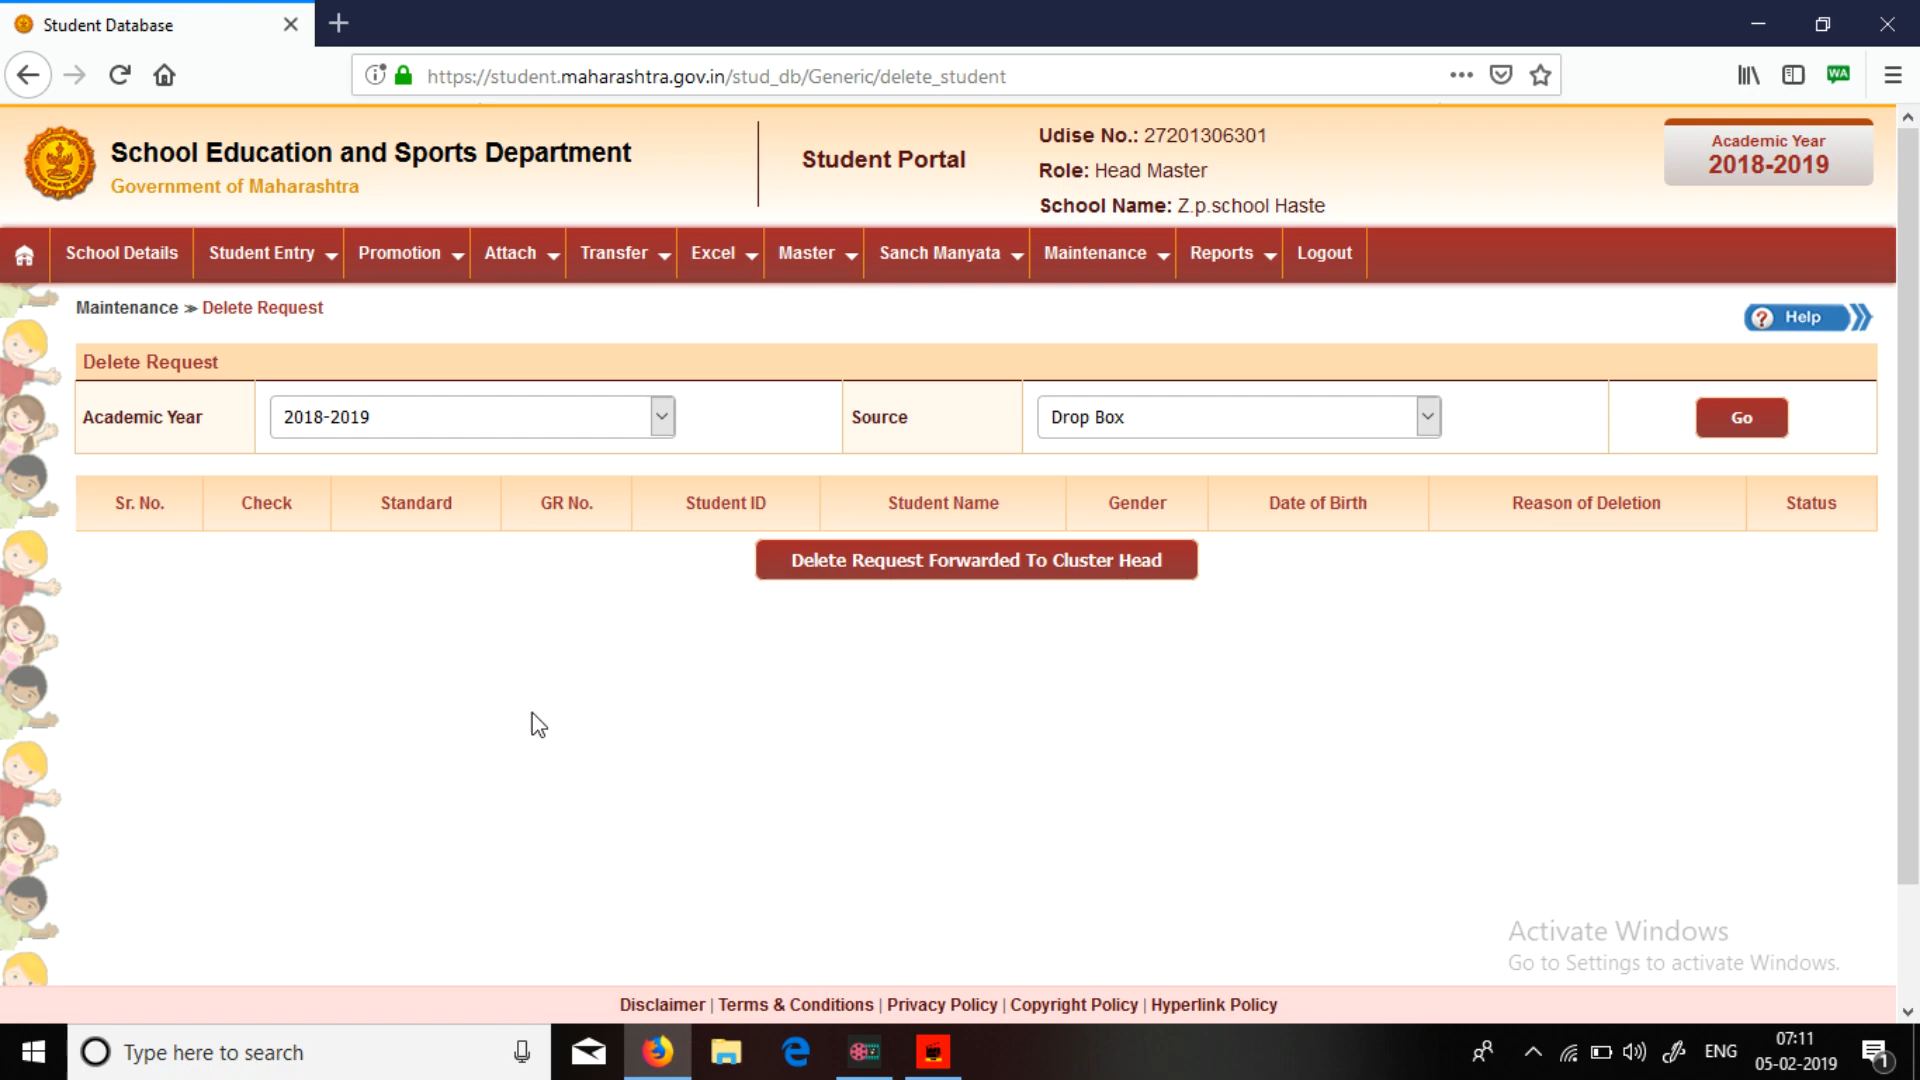 Student Database
https://student.maharashtra.gov.in/stud_db/Generic/delete_student
WA
School Education and Sports Department
Government of Maharashtra
Student Portal
Udise No.: 27201306301
Role: Head Master
School Name: Z.p.school Haste
Academic Year
2018-2019
School Details Student Entry Promotion Attach Transfer Excel Master Sanch Manyata Maintenance Reports Logout
Maintenance >> Delete Request
? Help
Delete Request
Academic Year 2018-2019 Source Drop Box Go
Sr. No. Check Standard GR No. Student ID Student Name Gender Date of Birth Reason of Deletion Status
Delete Request Forwarded To Cluster Head
Activate Windows
Go to Settings to activate Windows.
Disclaimer | Terms & Conditions | Privacy Policy | Copyright Policy | Hyperlink Policy
Type here to search
ENG
07:11
05-02-2019
1